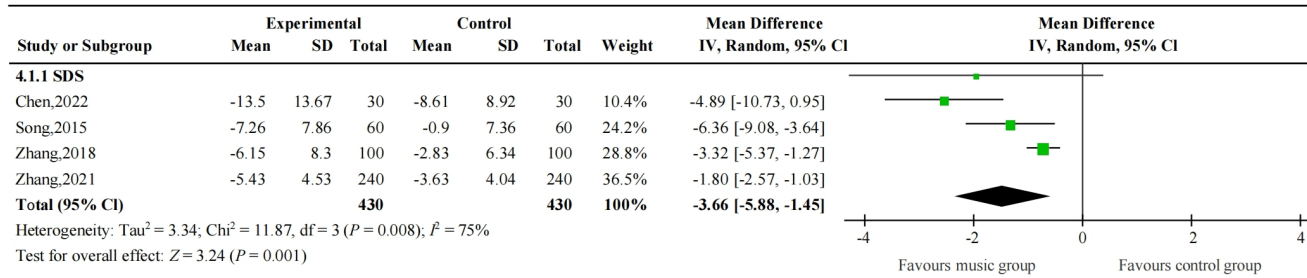 Experimental Control Mean Difference Mean Difference
Study or Subgroup Mean SD Total Mean SD Total Weight IV, Random, 95% Cl IV, Random, 95% Cl
4.1.1 SDS
Chen,2022 -13.5 13.67 30 -8.61 8.92 30 10.4% -4.89 [-10.73, 0.95]
Song,2015 -7.26 7.86 60 -0.9 7.36 60 24.2% -6.36 [-9.08, -3.64]
Zhang,2018 -6.15 8.3 100 -2.83 6.34 100 28.8% -3.32 [-5.37, -1.27]
Zhang,2021 -5.43 4.53 240 -3.63 4.04 240 36.5% -1.80 [-2.57, -1.03]
Total (95% Cl) 430 430 100% -3.66 [-5.88, -1.45]
Heterogeneity: Tau² = 3.34; Chi² = 11.87, df = 3 (P = 0.008); I² = 75%
Test for overall effect: Z = 3.24 (P = 0.001)
-4 -2 0 2 4
Favours music group Favours control group